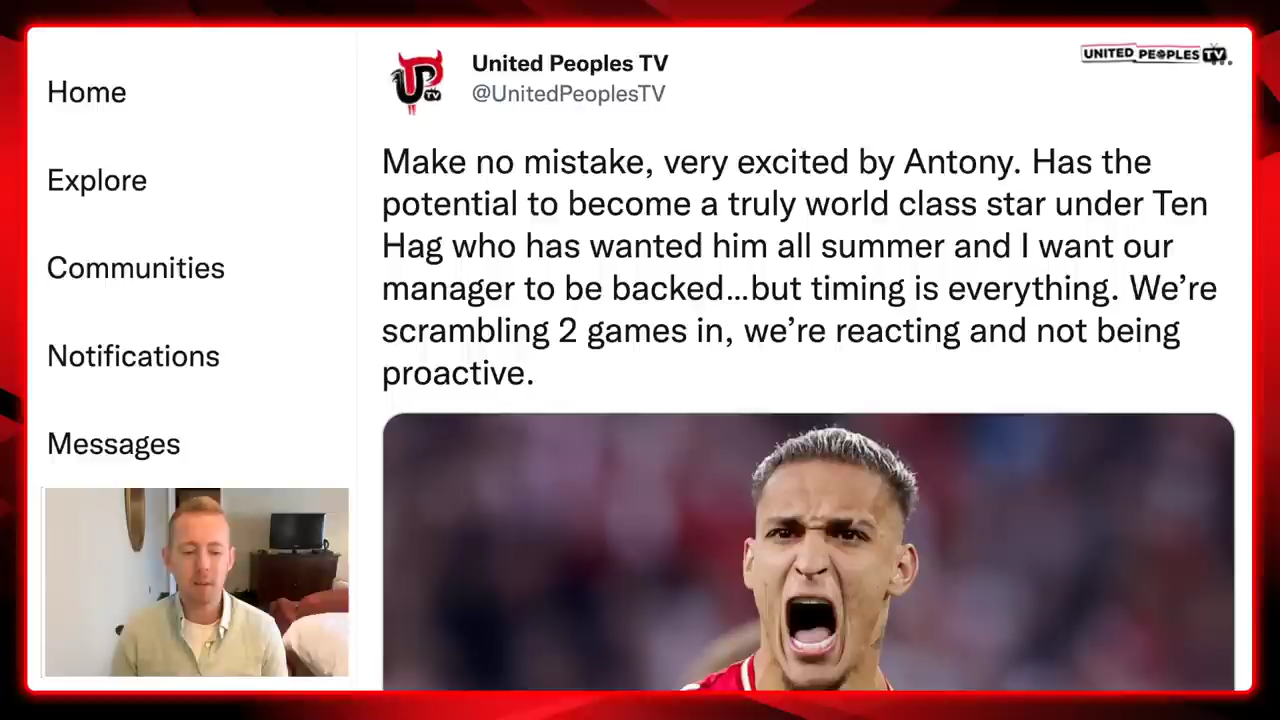 Home
Explore
Communities
Notifications
Messages
UP
TV
United Peoples TV
@UnitedPeoplesTV
UNITED PEOPLES TV
Make no mistake, very excited by Antony. Has the
potential to become a truly world class star under Ten
Hag who has wanted him all summer and I want our
manager to be backed...but timing is everything. We’re
scrambling 2 games in, we’re reacting and not being
proactive.